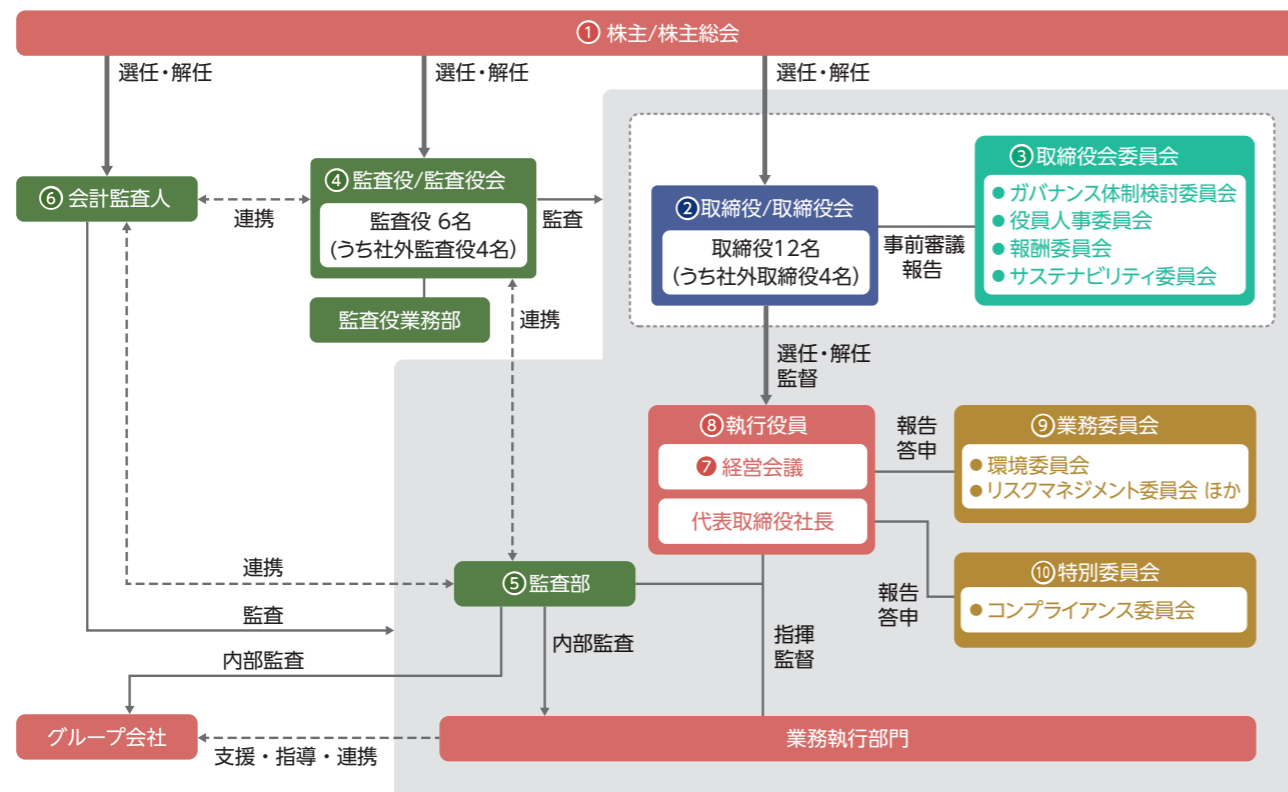 ① 株主/株主総会
選任・解任
選任・解任
選任・解任
⑥ 会計監査人
連携
④ 監査役/監査役会
監査役 6名
(うち社外監査役4名)
監査
監査役業務部
連携
② 取締役/取締役会
取締役12名
(うち社外取締役4名)
事前審議
報告
③ 取締役会委員会
● ガバナンス体制検討委員会
● 役員人事委員会
● 報酬委員会
● サステナビリティ委員会
選任・解任
監督
⑧ 執行役員
⑦ 経営会議
代表取締役社長
報告
答申
⑨ 業務委員会
● 環境委員会
● リスクマネジメント委員会 ほか
報告
答申
⑩ 特別委員会
● コンプライアンス委員会
連携
⑤ 監査部
監査
内部監査
内部監査
指揮
監督
グループ会社
支援・指導・連携
業務執行部門